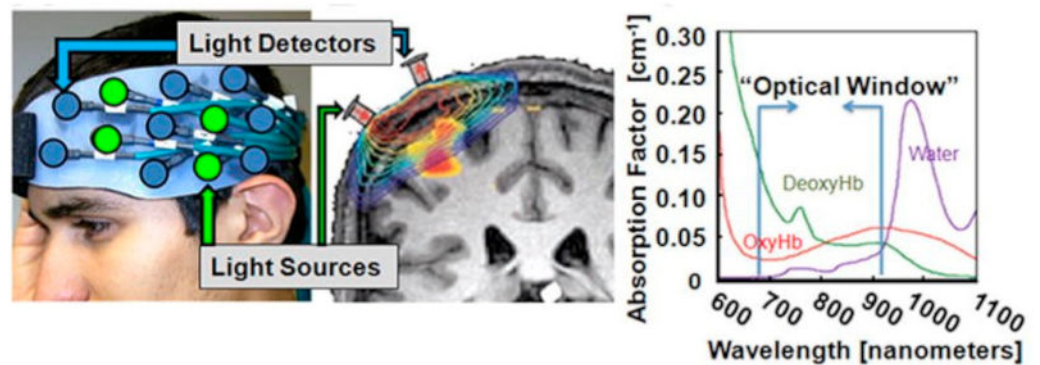 Light Detectors
Light Sources
0.30
0.25
0.20
0.15
0.10
0.05
0
Absorption Factor [cm⁻¹]
“Optical Window”
Water
DeoxyHb
OxyHb
600 700 800 900 1000 1100
Wavelength [nanometers]